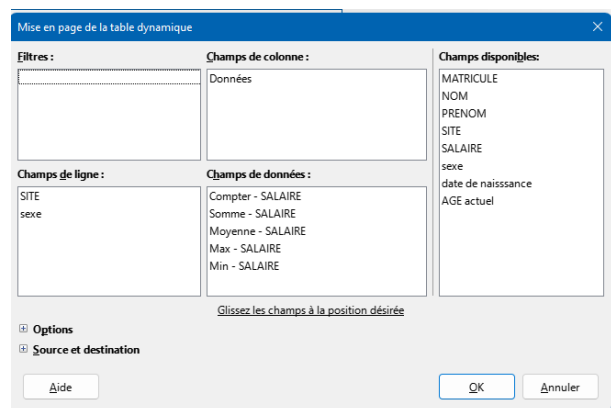 Mise en page de la table dynamique
Filtres :
Champs de colonne :
Données
Champs disponibles:
MATRICULE
NOM
PRENOM
SITE
SALAIRE
sexe
date de naisssance
AGE actuel
Champs de ligne :
SITE
sexe
Champs de données :
Compter - SALAIRE
Somme - SALAIRE
Moyenne - SALAIRE
Max - SALAIRE
Min - SALAIRE
Glissez les champs à la position désirée
Options
Source et destination
Aide
OK
Annuler